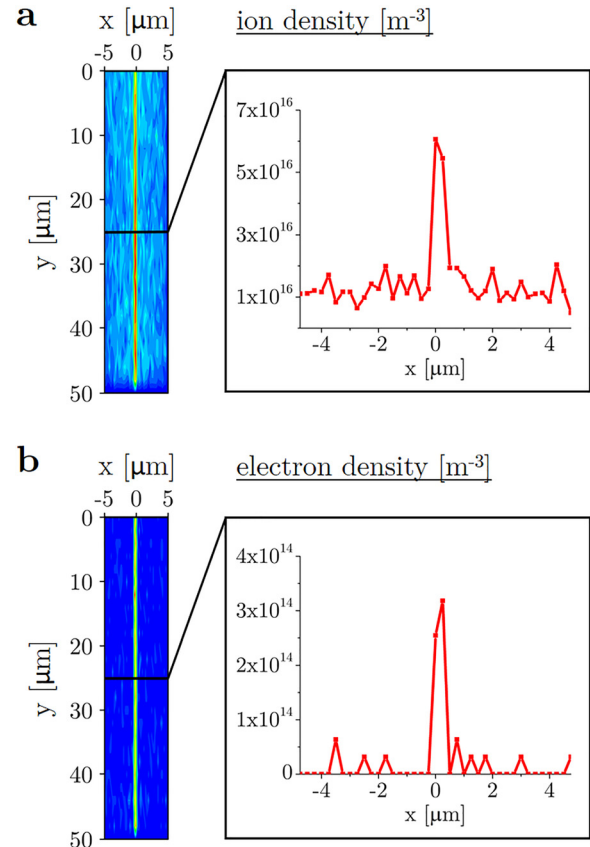 a
x [μm]
-5 0 5
ion density [m-3]
0
10
20
30
40
50
y [μm]
7x10¹⁶
5x10¹⁶
3x10¹⁶
1x10¹⁶
-4 -2 0 2 4
x [μm]
b
x [μm]
-5 0 5
electron density [m-3]
0
10
20
30
40
50
y [μm]
4x10¹⁴
3x10¹⁴
2x10¹⁴
1x10¹⁴
0
-4 -2 0 2 4
x [μm]